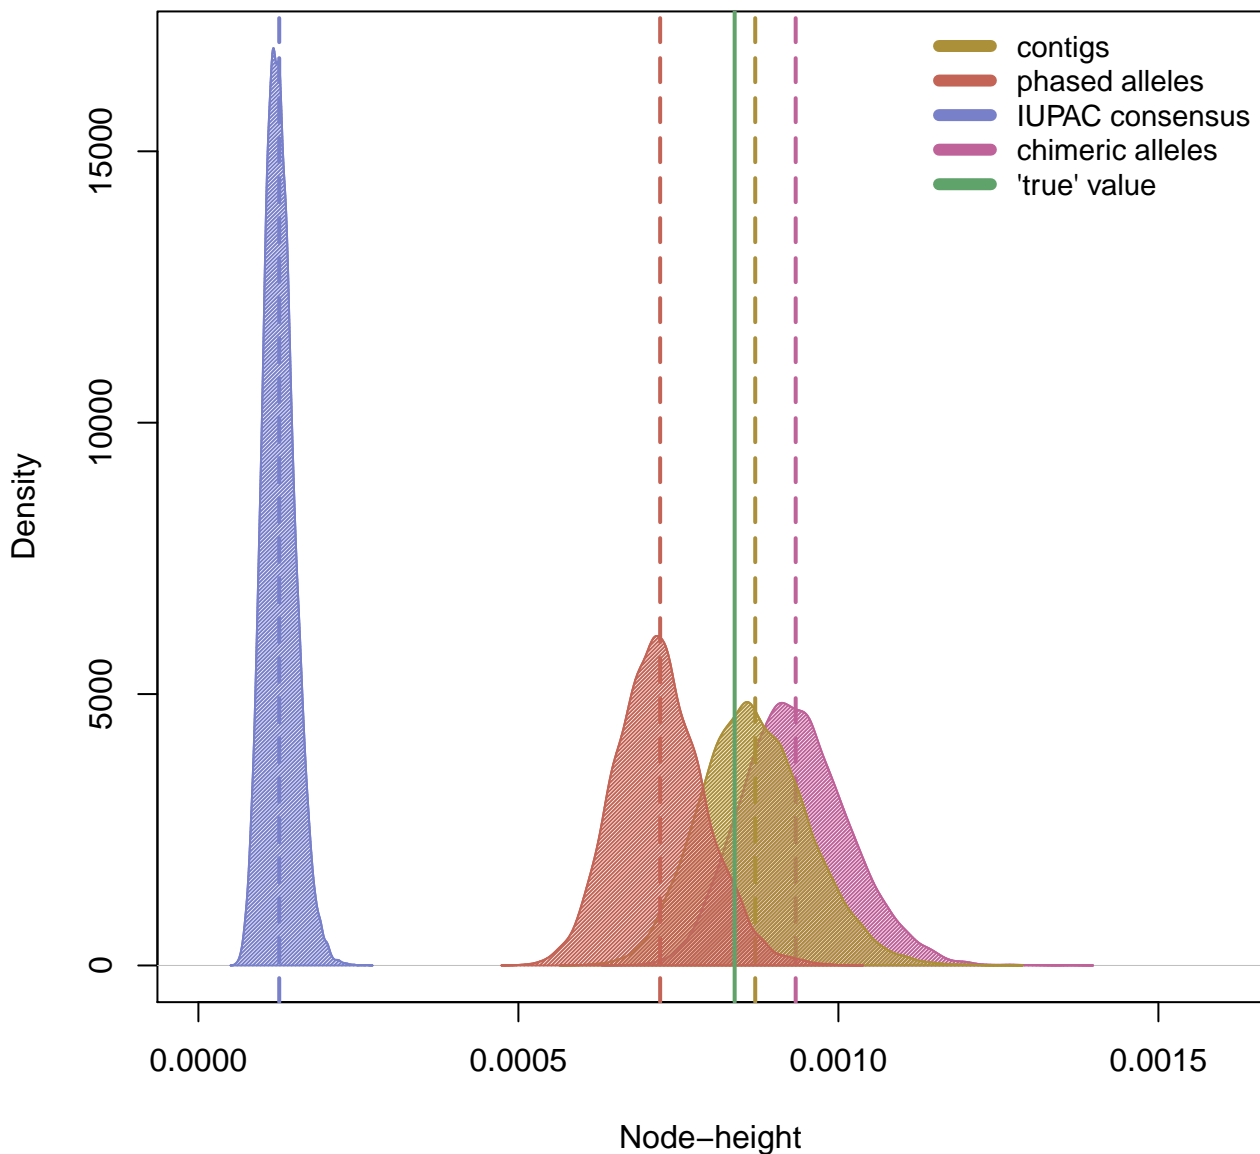 contigs
phased alleles
IUPAC consensus
chimeric alleles
'true' value
15000
10000
5000
0
Density
0.0000 0.0005 0.0010 0.0015
Node−height